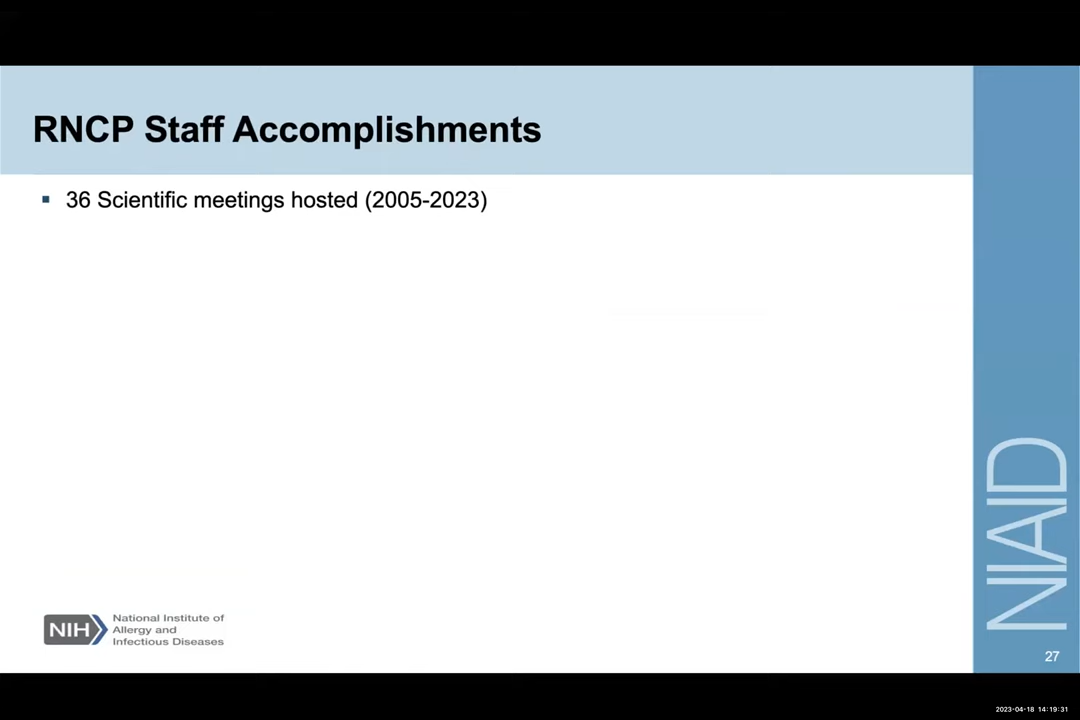 RNCP Staff Accomplishments
▪ 36 Scientific meetings hosted (2005-2023)
NIAID
NIH
National Institute of
Allergy and
Infectious Diseases
27
2023-04-18 14:19:31